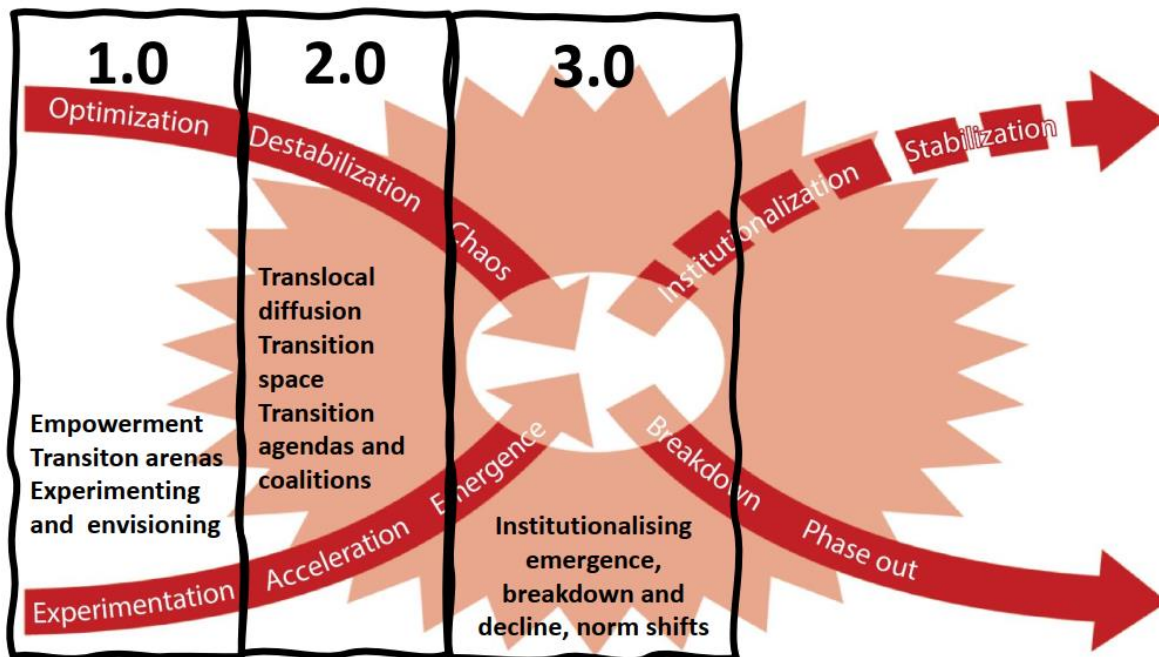 1.0
2.0
3.0
Optimization
Destabilization
Chaos
Institutionalization
Stabilization
Translocal
diffusion
Transition
space
Transition
agendas and
coalitions
Empowerment
Transiton arenas
Experimenting
and envisioning
Experimentation
Acceleration
Emergence
Breakdown
Phase out
Institutionalising
emergence,
breakdown and
decline, norm shifts